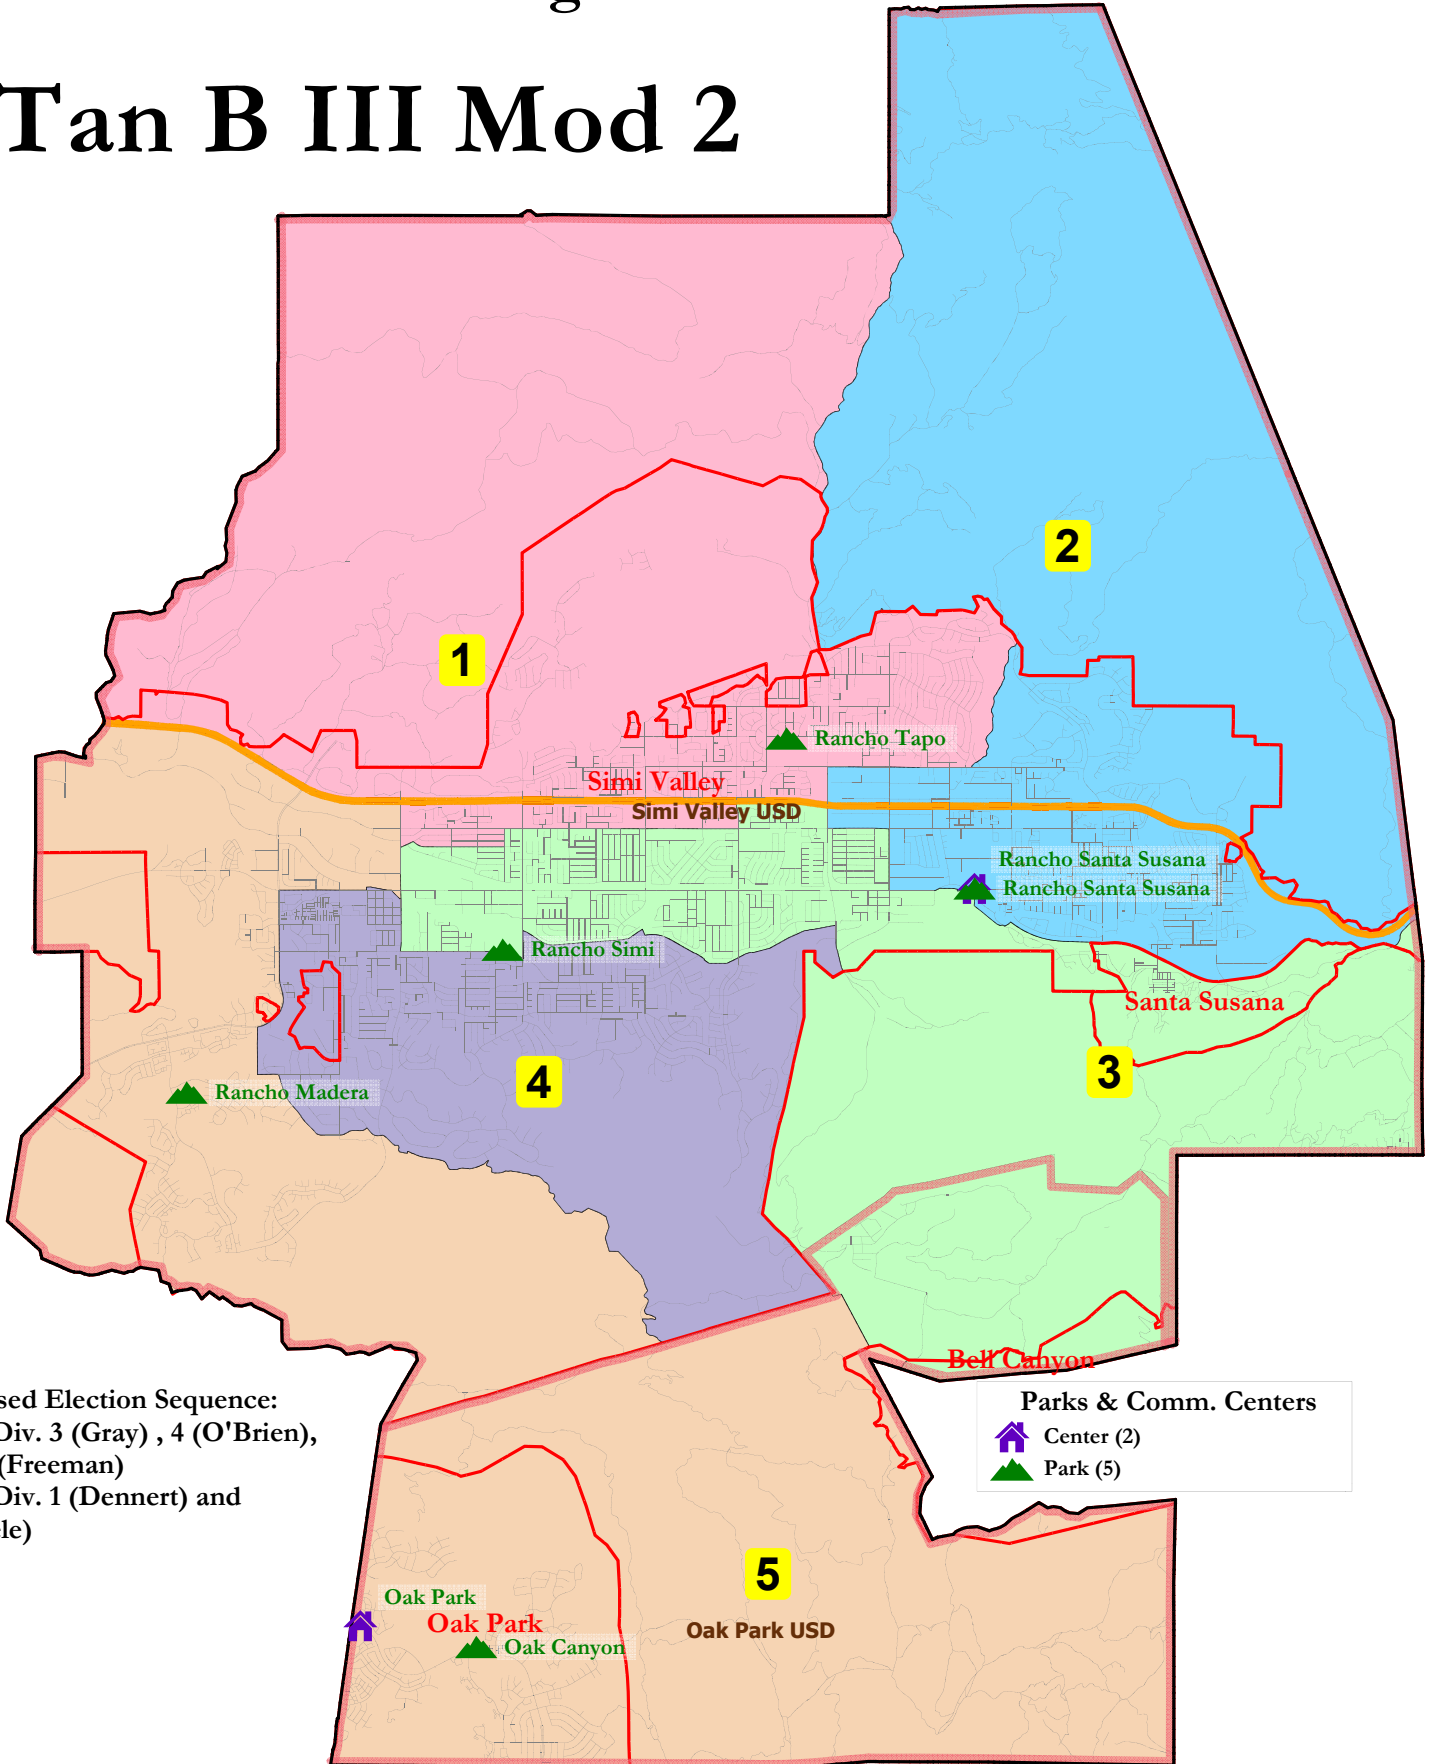 Tan B III Mod 2
2
1
Rancho Tapo
Simi Valley
Simi Valley USD
Rancho Santa Susana
Rancho Santa Susana
Rancho Simi
Santa Susana
3
4
Rancho Madera
Bell Canyon
sed Election Sequence:
Div. 3 (Gray) , 4 (O'Brien),
(Freeman)
Div. 1 (Dennert) and
le)
Parks & Comm. Centers
Center (2)
Park (5)
5
Oak Park
Oak Park
Oak Park USD
Oak Canyon